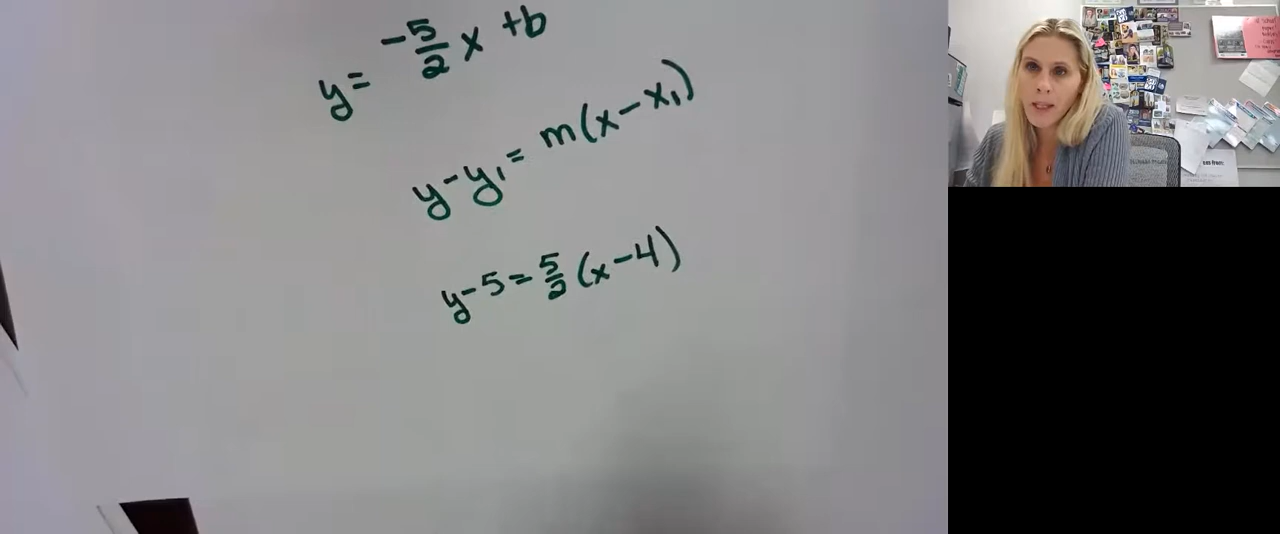 y = -5/2 x + b
y - y₁ = m(x - x₁)
y - 5 = 5/2 (x - 4)